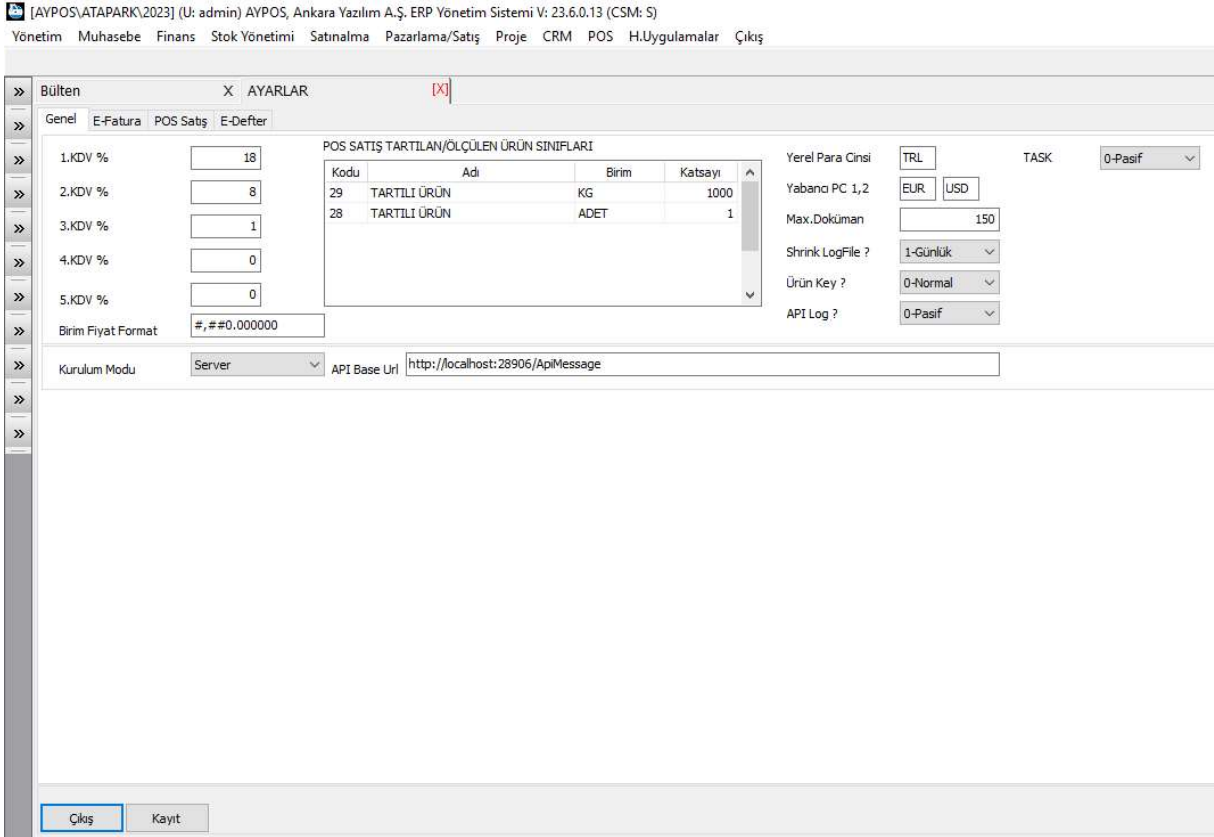 [AYPOS\ATAPARK\2023] (U: admin) AYPOS, Ankara Yazılım A.Ş. ERP Yönetim Sistemi V: 23.6.0.13 (CSM: S)
Yönetim Muhasebe Finans Stok Yönetimi Satınalma Pazarlama/Satış Proje CRM POS H.Uygulamalar Çıkış
» Bülten X AYARLAR [X]
» Genel E-Fatura POS Satış E-Defter
POS SATIŞ TARTILAN/ÖLÇÜLEN ÜRÜN SINIFLARI
» 1.KDV % 18 Kodu Adı Birim Katsayı Yerel Para Cinsi TRL TASK 0-Pasif
» 2.KDV % 8 29 TARTILI ÜRÜN KG 1000 Yabancı PC 1,2 EUR USD
» 3.KDV % 1 28 TARTILI ÜRÜN ADET 1 Max.Doküman 150
» 4.KDV % 0 Shrink LogFile ? 1-Günlük
» 5.KDV % 0 Ürün Key ? 0-Normal
» Birim Fiyat Format #,##0.000000 API Log ? 0-Pasif
» Kurulum Modu Server API Base Url http://localhost:28906/ApiMessage
»
»
Çıkış Kayıt